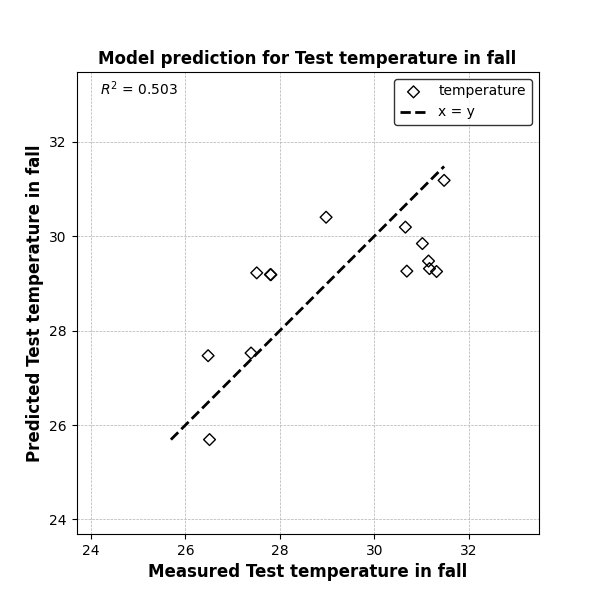 Model prediction for Test temperature in fall
R² = 0.503
temperature
x = y
32
30
28
26
24
24 26 28 30 32
Predicted Test temperature in fall
Measured Test temperature in fall